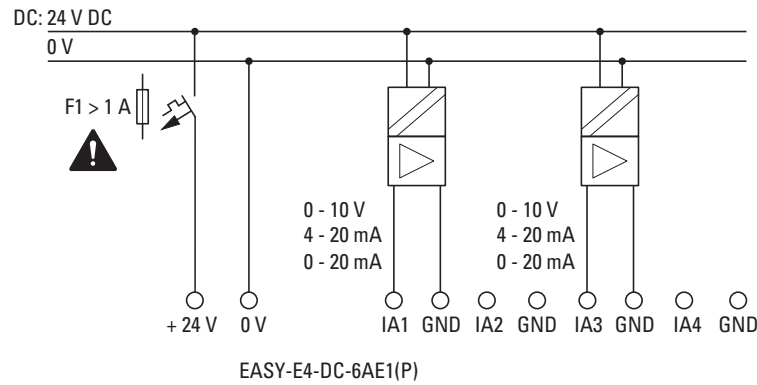 DC: 24 V DC
0 V
F1 > 1 A
0 - 10 V
4 - 20 mA
0 - 20 mA
0 - 10 V
4 - 20 mA
0 - 20 mA
+ 24 V 0 V IA1 GND IA2 GND IA3 GND IA4 GND
EASY-E4-DC-6AE1(P)